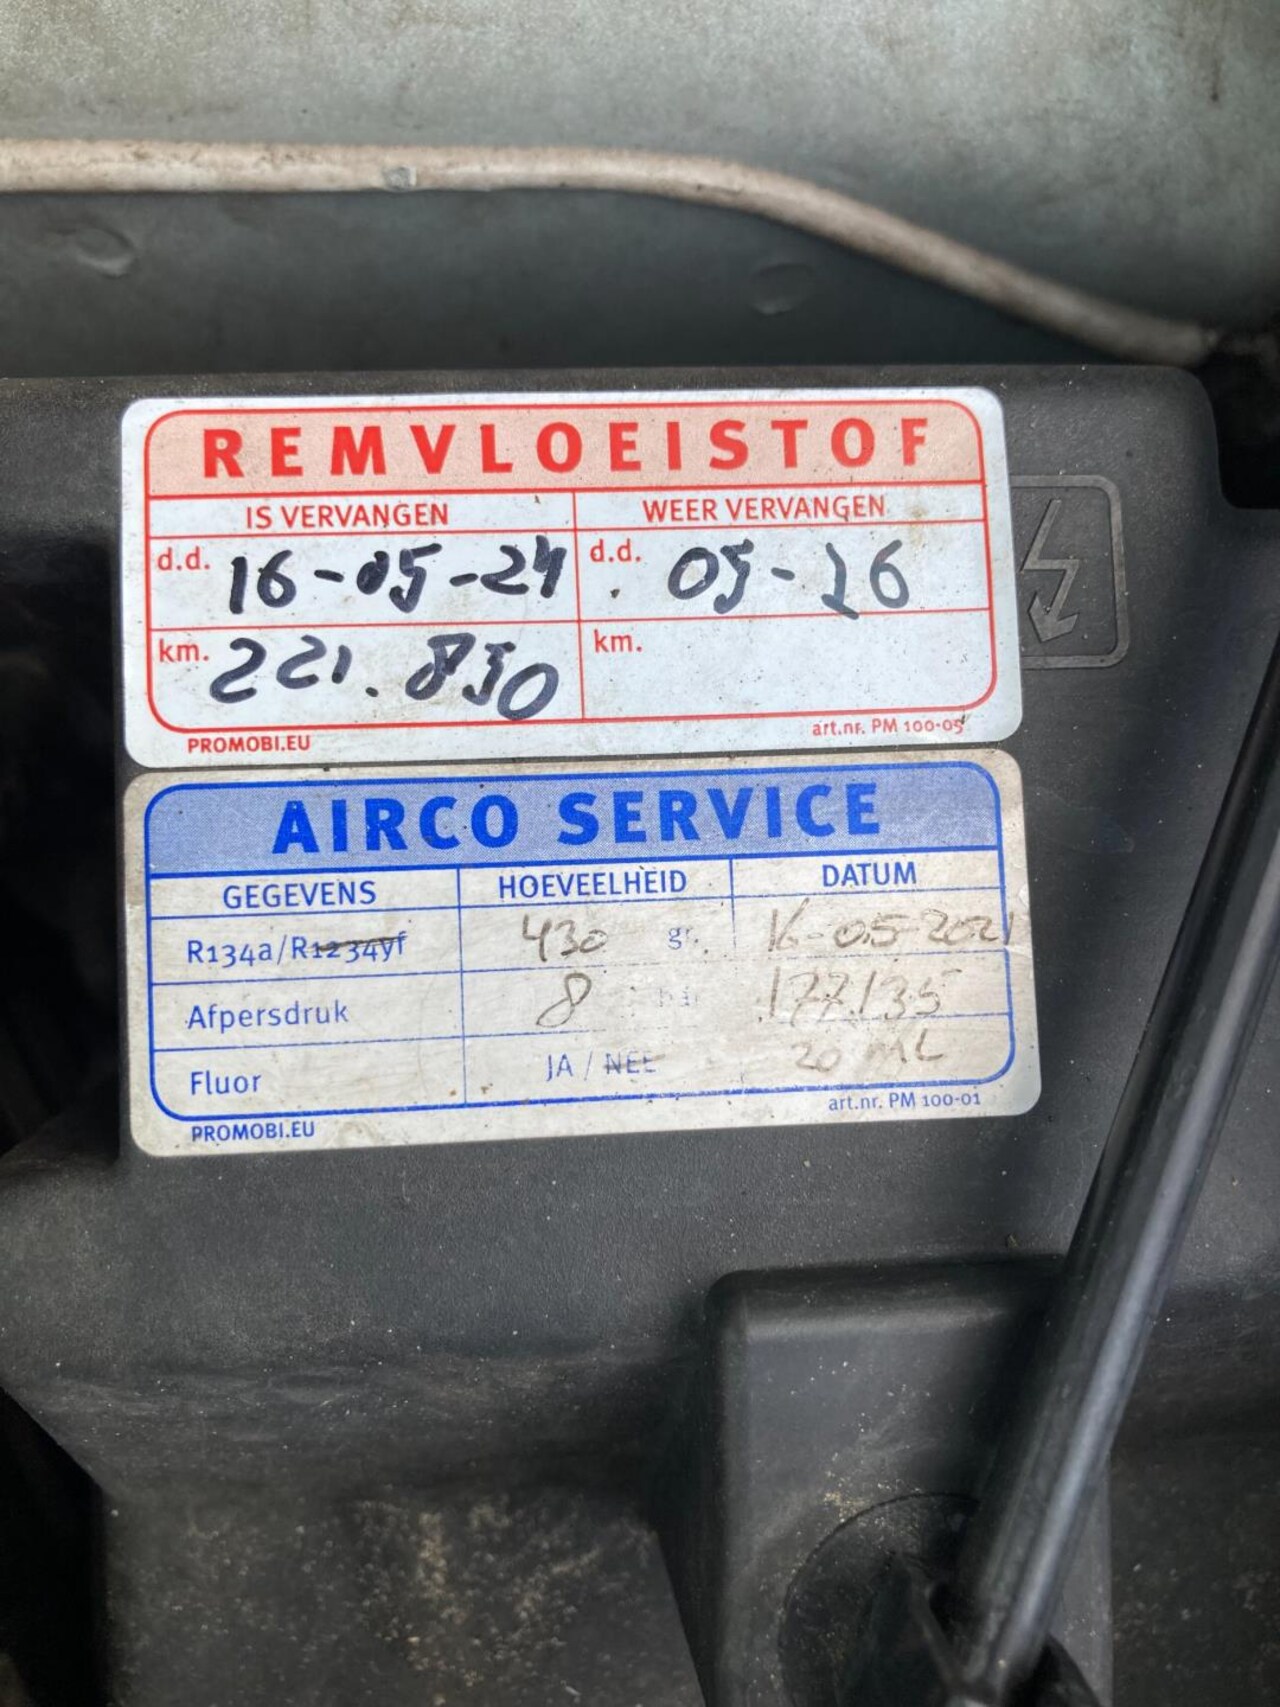 REMVLOEISTOF
IS VERVANGEN WEER VERVANGEN
d.d. 16-05-24 d.d. 05-26
km. 221.850 km.
PROMOBI.EU art.nr. PM 100-05
AIRCO SERVICE
GEGEVENS HOEVEELHEID DATUM
R134a/R1234yf 430 gr. 16-05-2021
Afpersdruk 8 bar 177135
Fluor JA / NEE 20 ML
PROMOBI.EU art.nr. PM 100-01